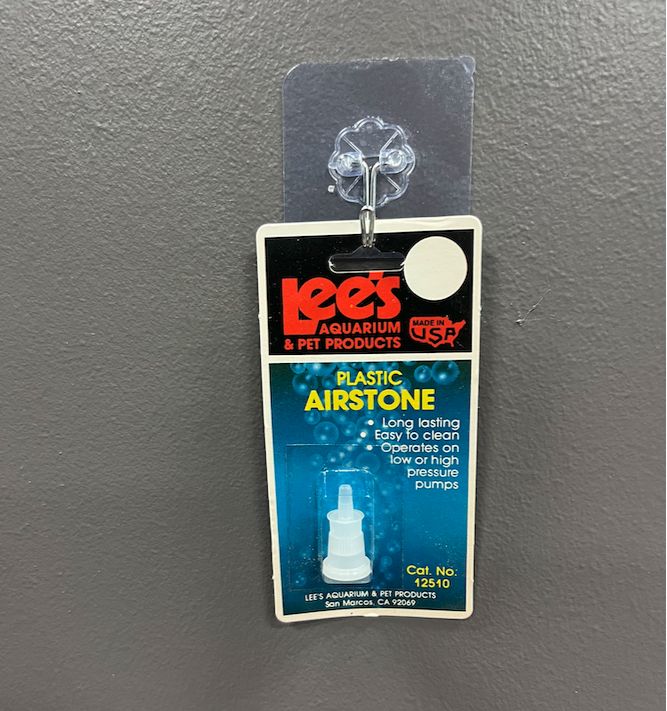 Lee's
AQUARIUM
& PET PRODUCTS
MADE IN
USA
PLASTIC
AIRSTONE
• Long lasting
• Easy to clean
• Operates on
low or high
pressure
pumps
Cat. No.
12510
LEE'S AQUARIUM & PET PRODUCTS
San Marcos, CA 92069